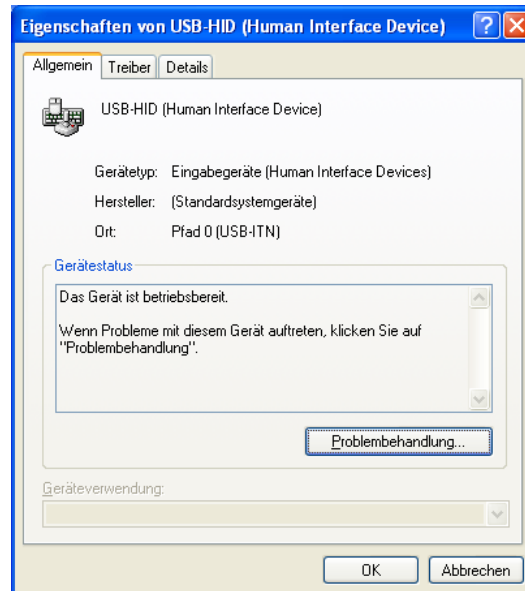 Eigenschaften von USB-HID (Human Interface Device)
Allgemein Treiber Details
USB-HID (Human Interface Device)
Gerätetyp: Eingabegeräte (Human Interface Devices)
Hersteller: (Standardsystemgeräte)
Ort: Pfad 0 (USB-ITN)
Gerätestatus
Das Gerät ist betriebsbereit.
Wenn Probleme mit diesem Gerät auftreten, klicken Sie auf
"Problembehandlung".
Problembehandlung...
Geräteverwendung:
OK Abbrechen